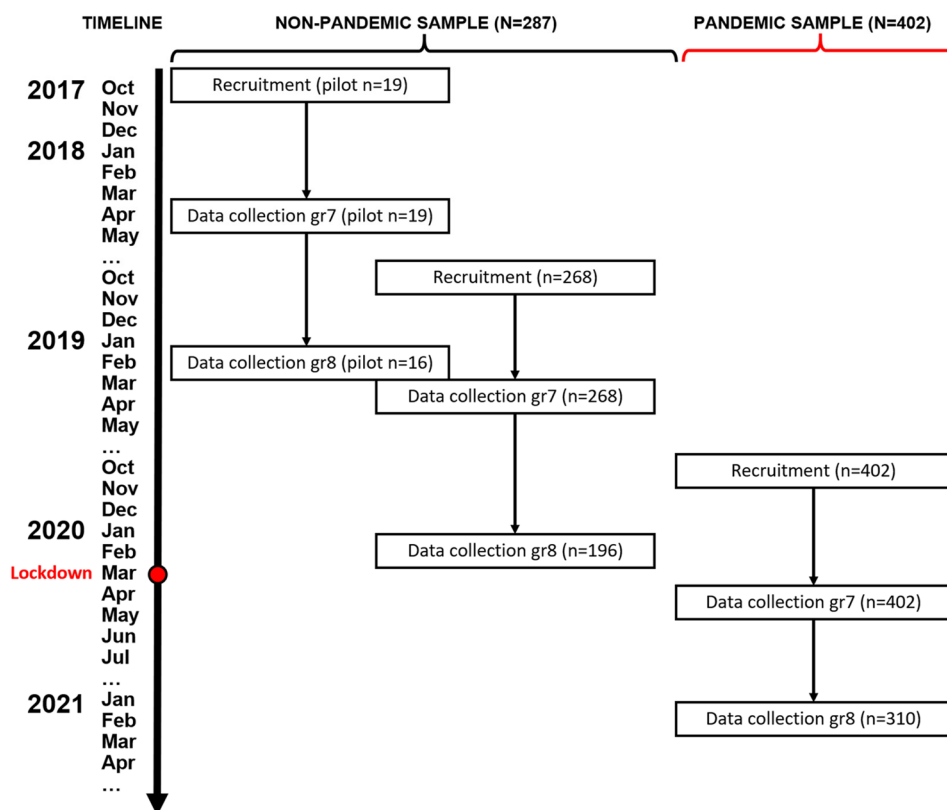 TIMELINE
NON-PANDEMIC SAMPLE (N=287)
PANDEMIC SAMPLE (N=402)
2017
Oct
Nov
Dec
2018
Jan
Feb
Mar
Apr
May
...
Oct
Nov
Dec
2019
Jan
Feb
Mar
Apr
May
...
Oct
Nov
Dec
2020
Jan
Feb
Lockdown
Mar
Apr
May
Jun
Jul
...
2021
Jan
Feb
Mar
Apr
...
Recruitment (pilot n=19)
Data collection gr7 (pilot n=19)
Data collection gr8 (pilot n=16)
Recruitment (n=268)
Data collection gr7 (n=268)
Data collection gr8 (n=196)
Recruitment (n=402)
Data collection gr7 (n=402)
Data collection gr8 (n=310)